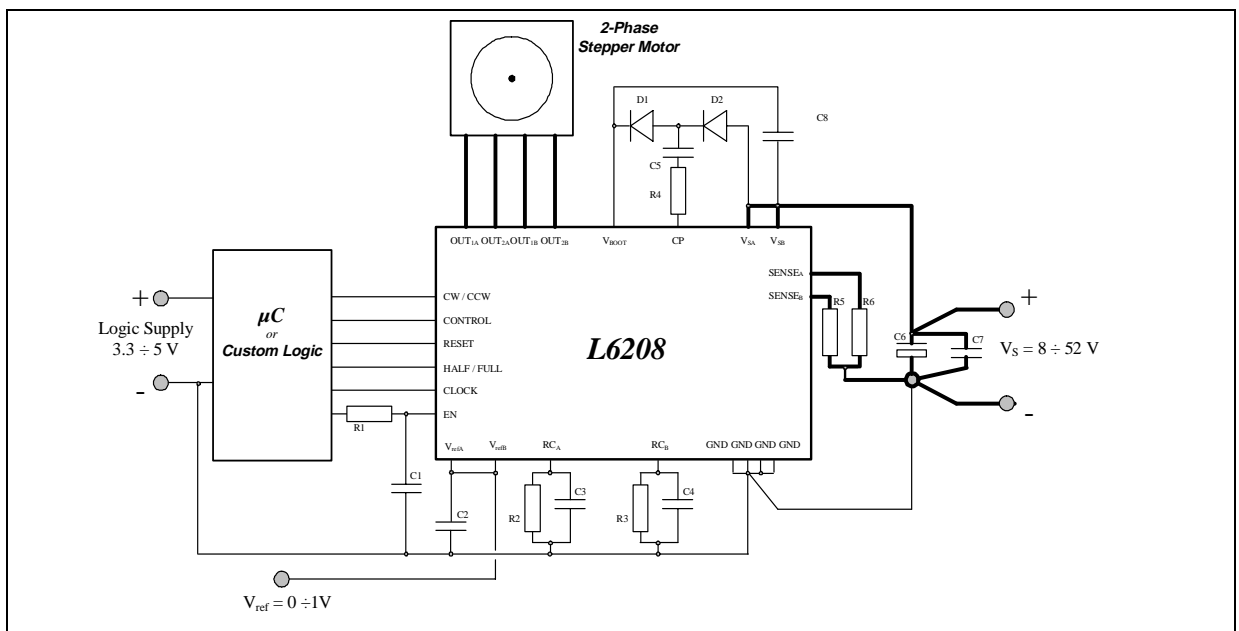 2-Phase
Stepper Motor
D1
D2
C8
C5
R4
OUT1A OUT2A OUT1B OUT2B
VBOOT
CP
VSA
VSB
SENSEA
SENSEB
R5
R6
+
Logic Supply
3.3 ÷ 5 V
-
µC
or
Custom Logic
CW / CCW
CONTROL
RESET
HALF / FULL
CLOCK
EN
L6208
C6
C7
+
VS = 8 ÷ 52 V
-
R1
VrefA
VrefB
RCA
RCB
GND GND GND GND
C1
C2
R2
C3
R3
C4
Vref = 0 ÷1V